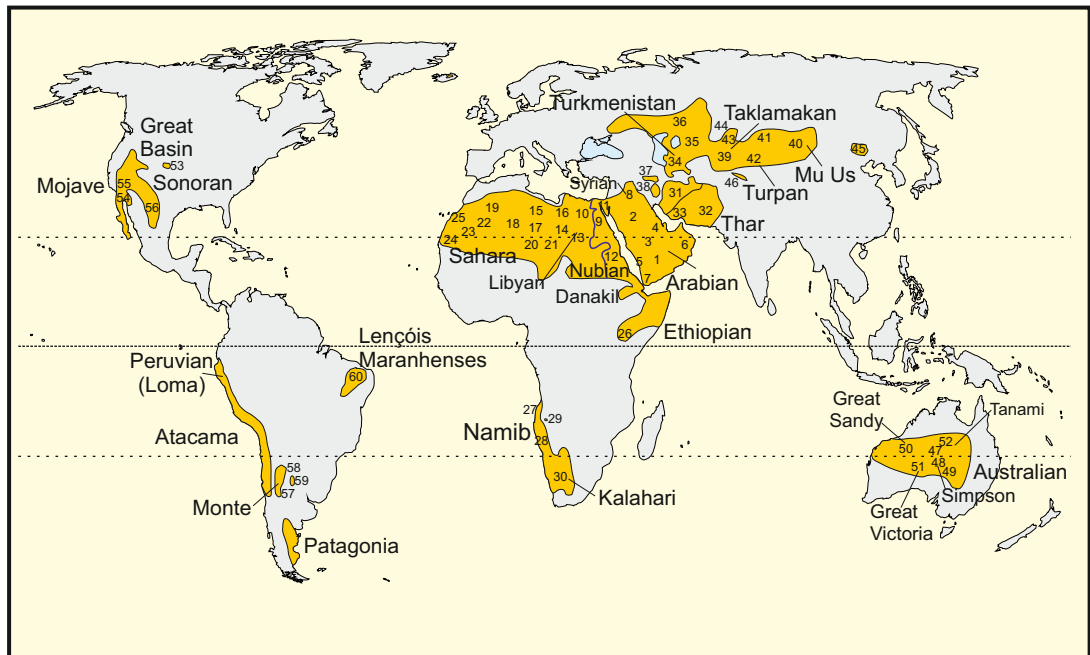 Great
Basin
53
Mojave
55
54
Sonoran
56
Turkmenistan
Taklamakan
36
44
43
41
40
35
45
34
39
42
Mu Us
37
38
46
Turpan
Syrian
8
31
19
15
16
10
11
9
25
22
18
17
14
2
33
32
Thar
23
13
4
24
20
21
3
6
Sahara
12
5
1
Libyan
Nubian
7
Arabian
Danakil
26
Ethiopian
Lençóis
Maranhenses
Peruvian
(Loma)
60
27
29
Great
Sandy
Tanami
Atacama
Namib
28
50
52
47
58
59
57
30
51
48
49
Australian
Monte
Kalahari
Simpson
Great
Victoria
Patagonia